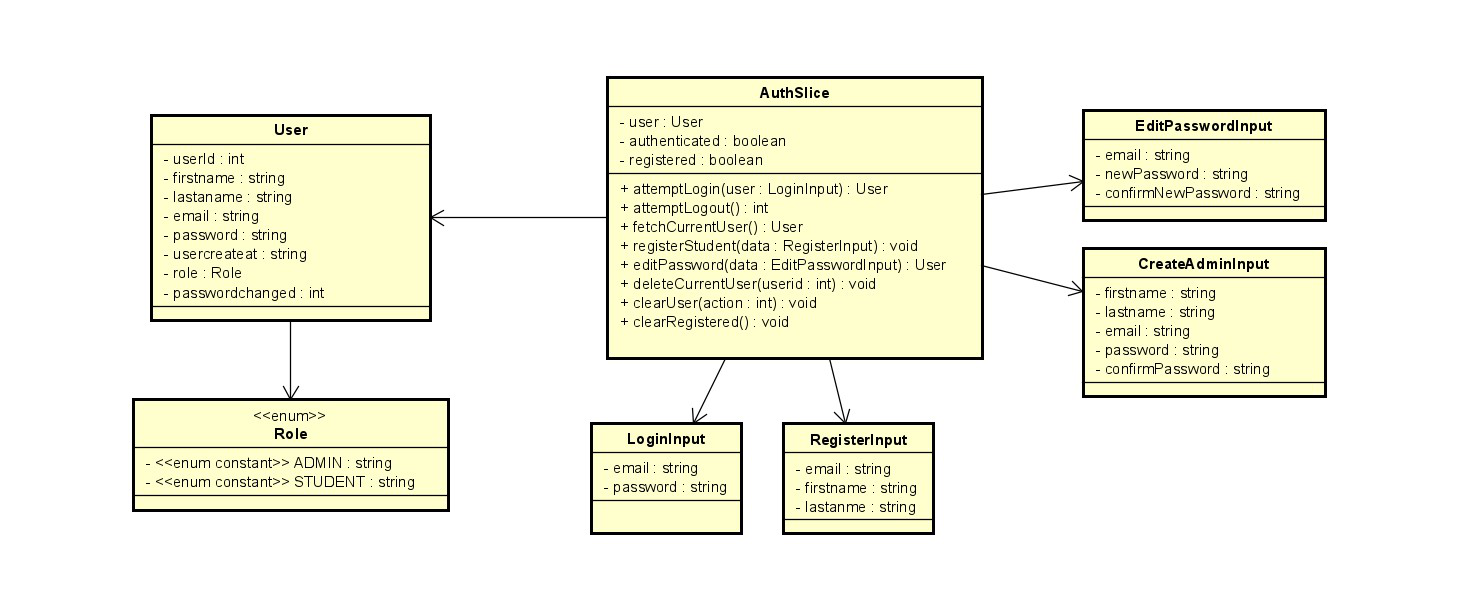 AuthSlice
- user : User
- authenticated : boolean
- registered : boolean
+ attemptLogin(user : LoginInput) : User
+ attemptLogout() : int
+ fetchCurrentUser() : User
+ registerStudent(data : RegisterInput) : void
+ editPassword(data : EditPasswordInput) : User
+ deleteCurrentUser(userid : int) : void
+ clearUser(action : int) : void
+ clearRegistered() : void
User
- userId : int
- firstname : string
- lastaname : string
- email : string
- password : string
- usercreateat : string
- role : Role
- passwordchanged : int
EditPasswordInput
- email : string
- newPassword : string
- confirmNewPassword : string
CreateAdminInput
- firstname : string
- lastname : string
- email : string
- password : string
- confirmPassword : string
<<enum>>
Role
- <<enum constant>> ADMIN : string
- <<enum constant>> STUDENT : string
LoginInput
- email : string
- password : string
RegisterInput
- email : string
- firstname : string
- lastanme : string